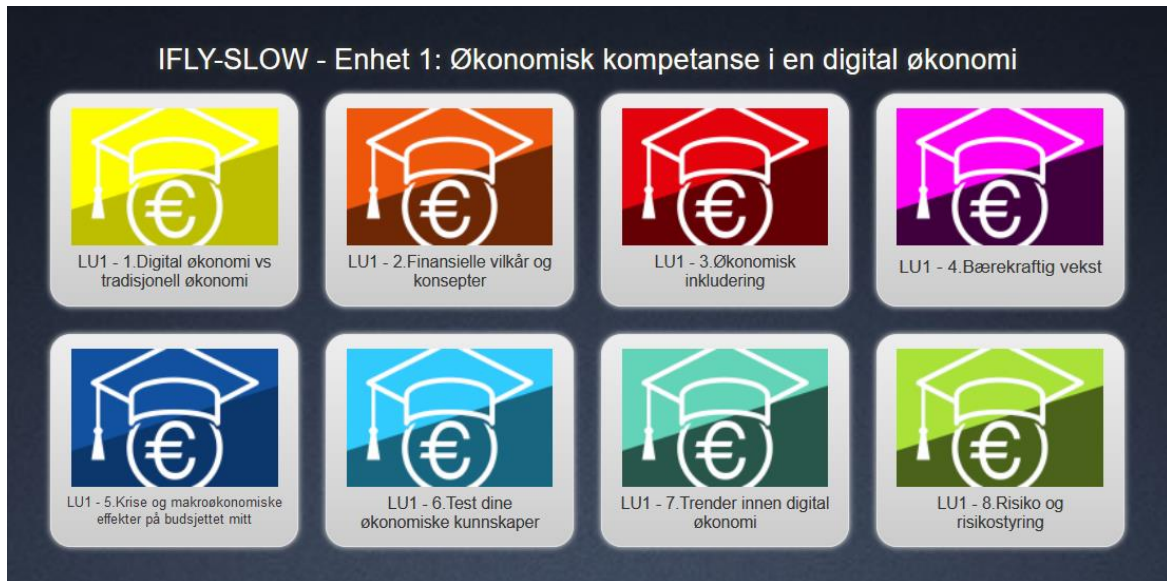 IFLY-SLOW - Enhet 1: Økonomisk kompetanse i en digital økonomi
LU1 - 1.Digital økonomi vs
tradisjonell økonomi
LU1 - 2.Finansielle vilkår og
konsepter
LU1 - 3.Økonomisk
inkludering
LU1 - 4.Bærekraftig vekst
LU1 - 5.Krise og makroøkonomiske
effekter på budsjettet mitt
LU1 - 6.Test dine
økonomiske kunnskaper
LU1 - 7.Trender innen digital
økonomi
LU1 - 8.Risiko og
risikostyring